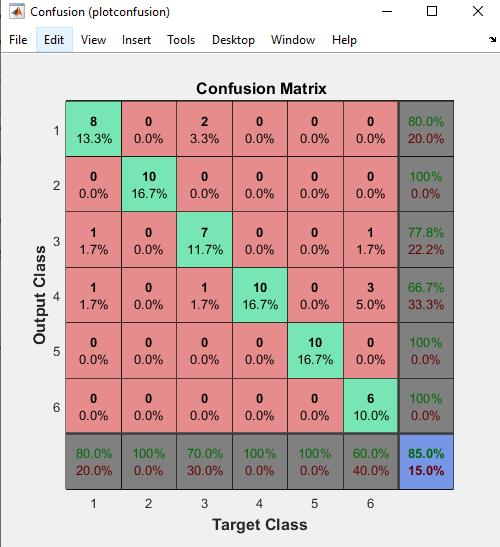 Confusion (plotconfusion)
File Edit View Insert Tools Desktop Window Help
Confusion Matrix
1 8 0 2 0 0 0 80.0%
13.3% 0.0% 3.3% 0.0% 0.0% 0.0% 20.0%
2 0 10 0 0 0 0 100%
0.0% 16.7% 0.0% 0.0% 0.0% 0.0% 0.0%
3 1 0 7 0 0 1 77.8%
1.7% 0.0% 11.7% 0.0% 0.0% 1.7% 22.2%
4 1 0 1 10 0 3 66.7%
1.7% 0.0% 1.7% 16.7% 0.0% 5.0% 33.3%
5 0 0 0 0 10 0 100%
0.0% 0.0% 0.0% 0.0% 16.7% 0.0% 0.0%
6 0 0 0 0 0 6 100%
0.0% 0.0% 0.0% 0.0% 0.0% 10.0% 0.0%
80.0% 100% 70.0% 100% 100% 60.0% 85.0%
20.0% 0.0% 30.0% 0.0% 0.0% 40.0% 15.0%
1 2 3 4 5 6
Target Class
Output Class